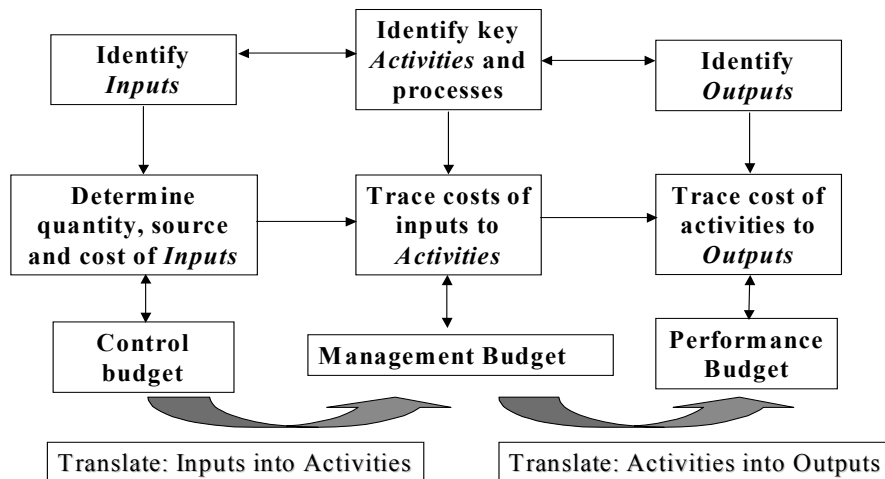 Identify
Inputs
Identify key
Activities and
processes
Identify
Outputs
Determine
quantity, source
and cost of Inputs
Trace costs of
inputs to
Activities
Trace cost of
activities to
Outputs
Control
budget
Management Budget
Performance
Budget
Translate: Inputs into Activities
Translate: Activities into Outputs